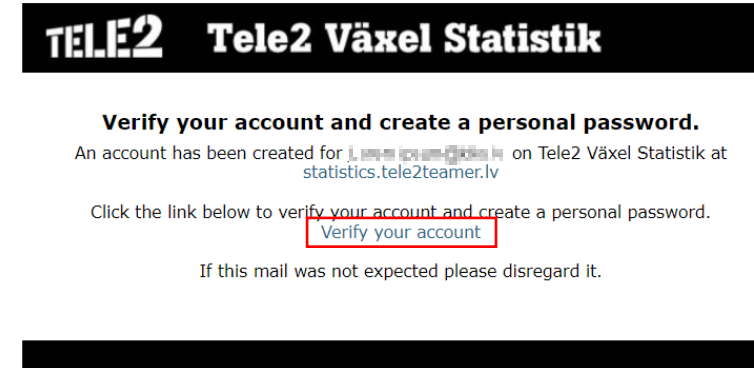 TELE2 Tele2 Växel Statistik
Verify your account and create a personal password.
An account has been created for on Tele2 Växel Statistik at
statistics.tele2teamer.lv
Click the link below to verify your account and create a personal password.
Verify your account
If this mail was not expected please disregard it.